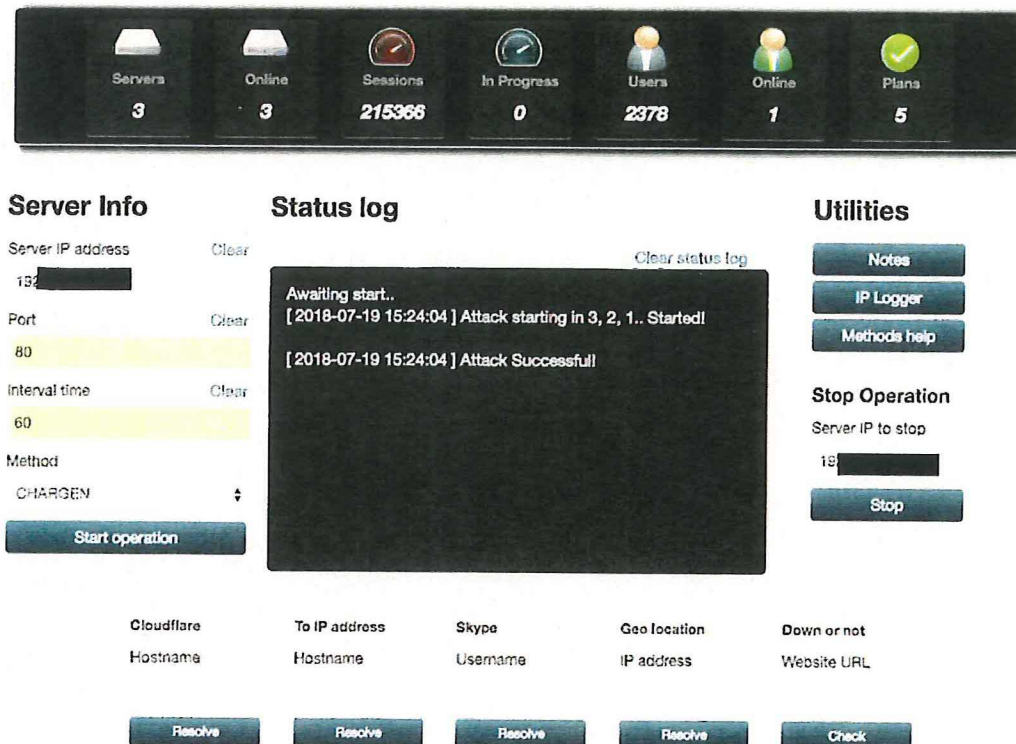 Servers Online Sessions In Progress Users Online Plans
3 3 215366 0 2378 1 5
Server Info
Server IP address Clear
192
Port Clear
80
Interval time Clear
60
Method
CHARGEN
Start operation
Status log
Clear status log
Awaiting start..
[ 2018-07-19 15:24:04 ] Attack starting in 3, 2, 1.. Started!
[ 2018-07-19 15:24:04 ] Attack Successful!
Utilities
Notes
IP Logger
Methods help
Stop Operation
Server IP to stop
192
Stop
Cloudflare To IP address Skype Geo location Down or not
Hostname Hostname Username IP address Website URL
Resolve Resolve Resolve Resolve Check